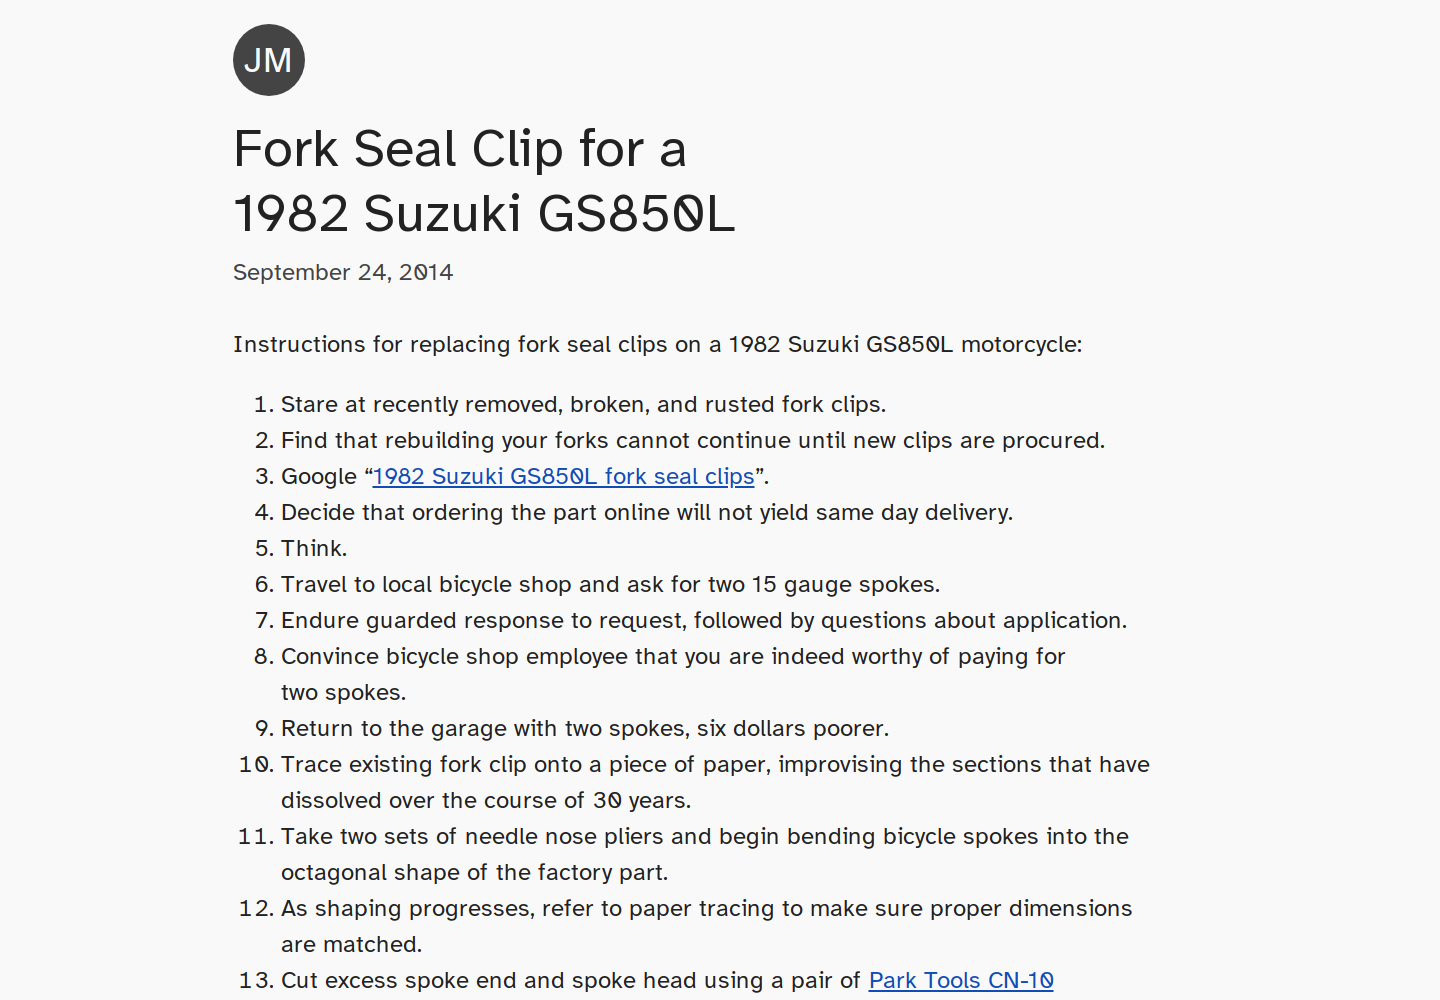 JM
Fork Seal Clip for a
1982 Suzuki GS850L
September 24, 2014
Instructions for replacing fork seal clips on a 1982 Suzuki GS850L motorcycle:
1. Stare at recently removed, broken, and rusted fork clips.
2. Find that rebuilding your forks cannot continue until new clips are procured.
3. Google “1982 Suzuki GS850L fork seal clips”.
4. Decide that ordering the part online will not yield same day delivery.
5. Think.
6. Travel to local bicycle shop and ask for two 15 gauge spokes.
7. Endure guarded response to request, followed by questions about application.
8. Convince bicycle shop employee that you are indeed worthy of paying for
two spokes.
9. Return to the garage with two spokes, six dollars poorer.
10. Trace existing fork clip onto a piece of paper, improvising the sections that have
dissolved over the course of 30 years.
11. Take two sets of needle nose pliers and begin bending bicycle spokes into the
octagonal shape of the factory part.
12. As shaping progresses, refer to paper tracing to make sure proper dimensions
are matched.
13. Cut excess spoke end and spoke head using a pair of Park Tools CN-10